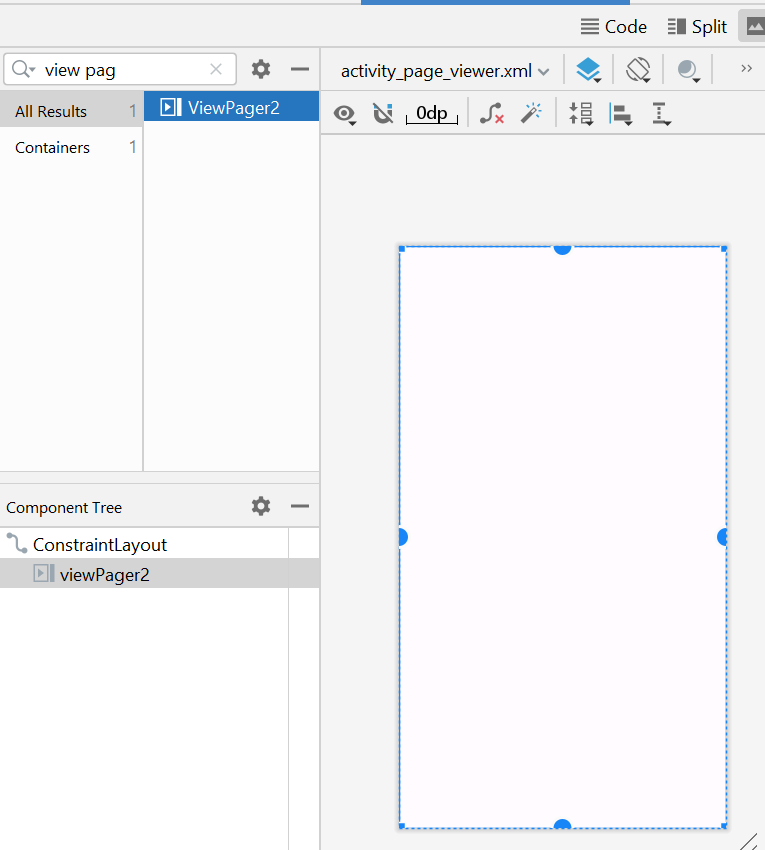 Code
Split
view pag
activity_page_viewer.xml
All Results 1
ViewPager2
Containers 1
0dp
Component Tree
ConstraintLayout
viewPager2